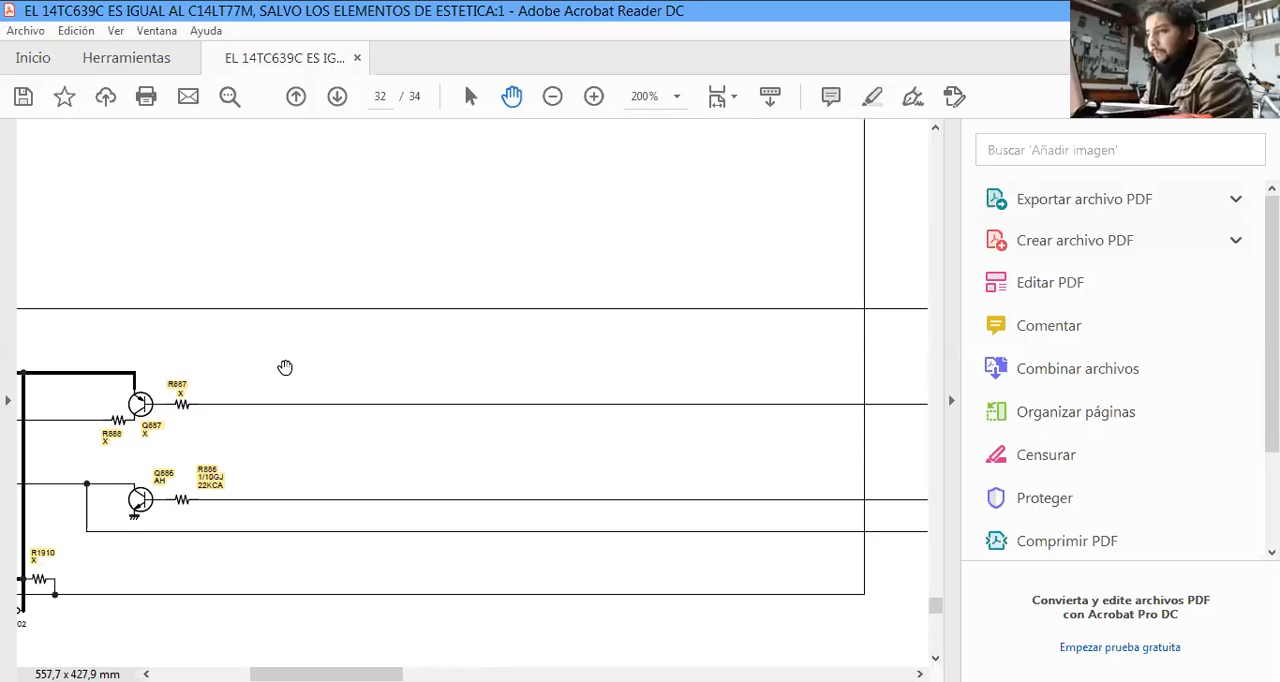 EL 14TC639C ES IGUAL AL C14LT77M, SALVO LOS ELEMENTOS DE ESTETICA:1 - Adobe Acrobat Reader DC
Archivo Edición Ver Ventana Ayuda
Inicio Herramientas EL 14TC639C ES IG... ×
32 / 34 200%
Buscar 'Añadir imagen'
Exportar archivo PDF
Crear archivo PDF
Editar PDF
Comentar
Combinar archivos
Organizar páginas
Censurar
Proteger
Comprimir PDF
Convierta y edite archivos PDF
con Acrobat Pro DC
Empezar prueba gratuita
R887
X
R888
X
Q887
X
Q886
AH
R885
1/10GJ
22KCA
R1910
X
02
557,7 x 427,9 mm